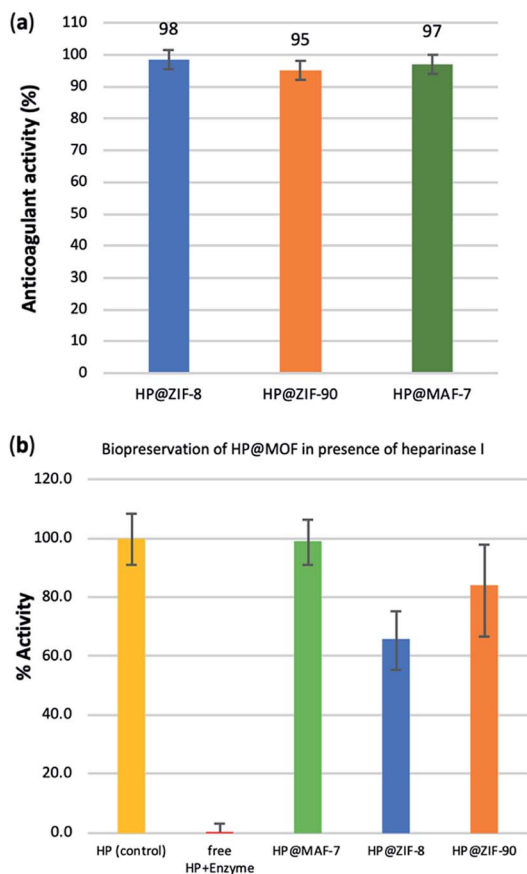 (a)
110
100
90
80
70
60
50
40
30
20
10
0
Anticoagulant activity (%)
98
95
97
HP@ZIF-8
HP@ZIF-90
HP@MAF-7
(b)
Biopreservation of HP@MOF in presence of heparinase I
120.0
100.0
80.0
60.0
40.0
20.0
0.0
% Activity
HP (control)
free
HP+Enzyme
HP@MAF-7
HP@ZIF-8
HP@ZIF-90